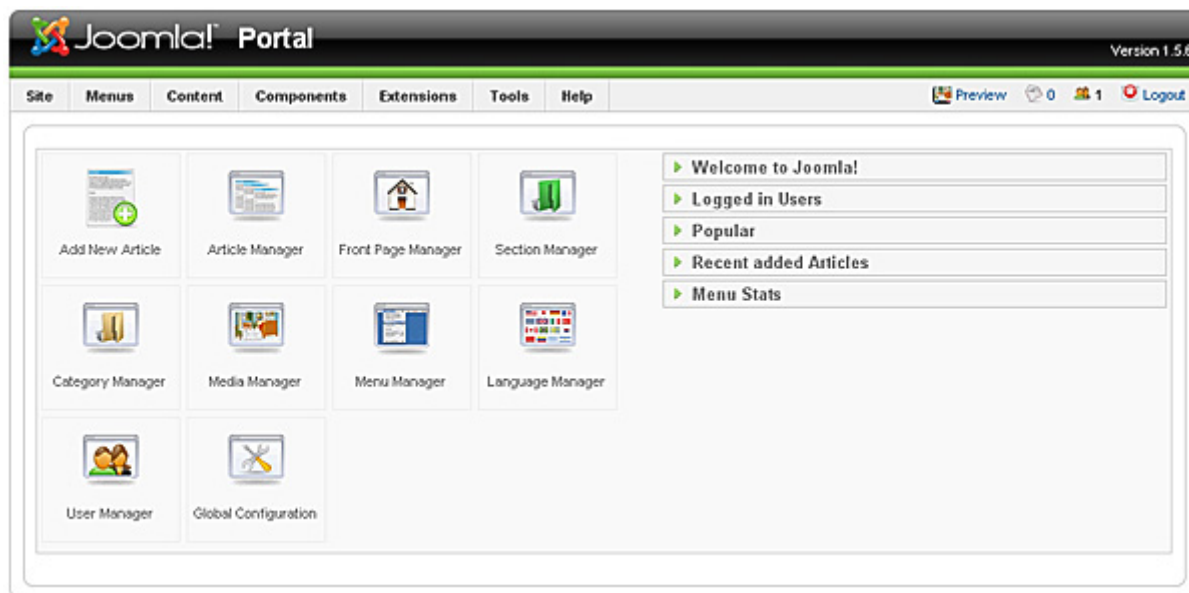 Joomla! Portal
Version 1.5.6
Site Menus Content Components Extensions Tools Help Preview 0 1 Logout
Welcome to Joomla!
Logged in Users
Popular
Recent added Articles
Menu Stats
Add New Article Article Manager Front Page Manager Section Manager
Category Manager Media Manager Menu Manager Language Manager
User Manager Global Configuration